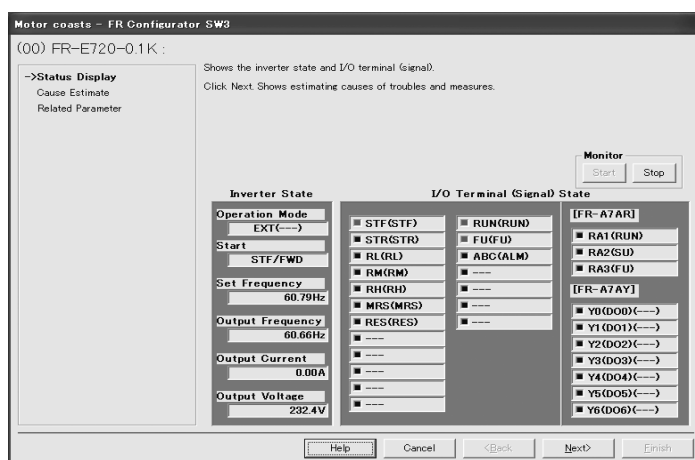 Motor coasts - FR Configurator SW3
(00) FR-E720-0.1K :
->Status Display
Cause Estimate
Related Parameter
Shows the inverter state and I/O terminal (signal).
Click Next. Shows estimating causes of troubles and measures.
Monitor
Start
Stop
Inverter State
Operation Mode
EXT(---)
Start
STF/FWD
Set Frequency
60.79Hz
Output Frequency
60.66Hz
Output Current
0.00A
Output Voltage
232.4V
I/O Terminal (Signal) State
STF(STF)
STR(STR)
RL(RL)
RM(RM)
RH(RH)
MRS(MRS)
RES(RES)
---
---
---
---
---
RUN(RUN)
FU(FU)
ABC(ALM)
---
---
---
---
[FR-A7AR]
RA1(RUN)
RA2(SU)
RA3(FU)
[FR-A7AY]
Y0(DO0)(---)
Y1(DO1)(---)
Y2(DO2)(---)
Y3(DO3)(---)
Y4(DO4)(---)
Y5(DO5)(---)
Y6(DO6)(---)
Help
Cancel
<Back
Next>
Finish